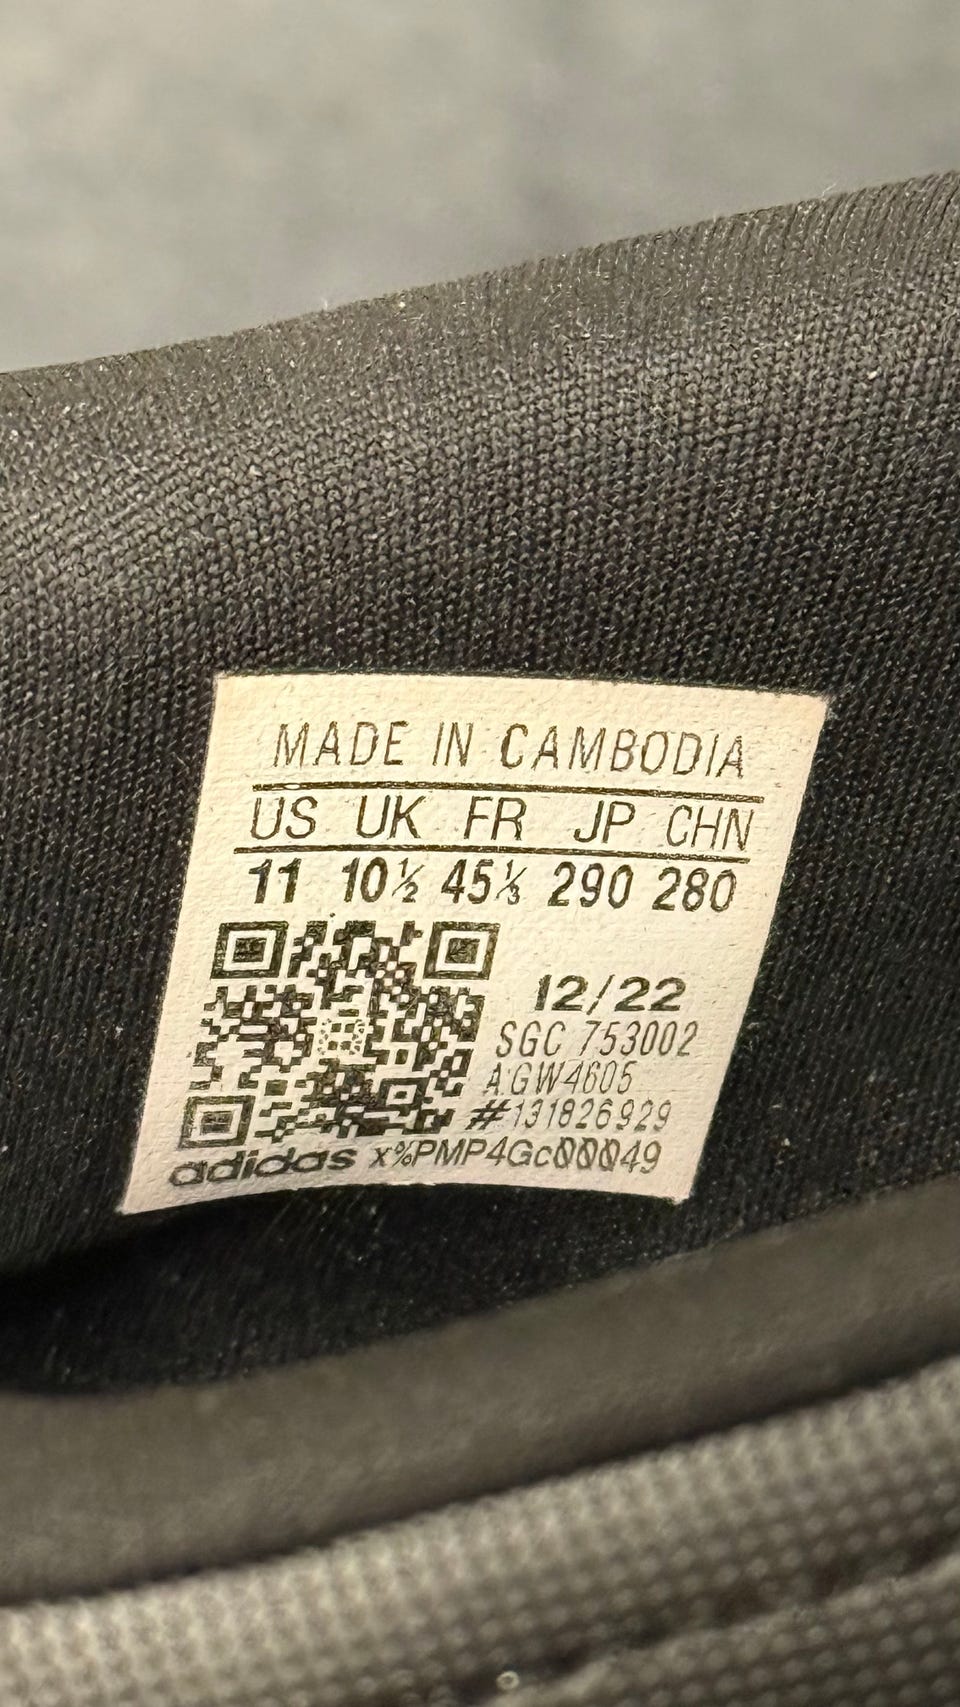 MADE IN CAMBODIA
US UK FR JP CHN
11 10½ 45⅓ 290 280
12/22
SGC 753002
AGW4605
#131826929
adidas x%PMP4Gc00049